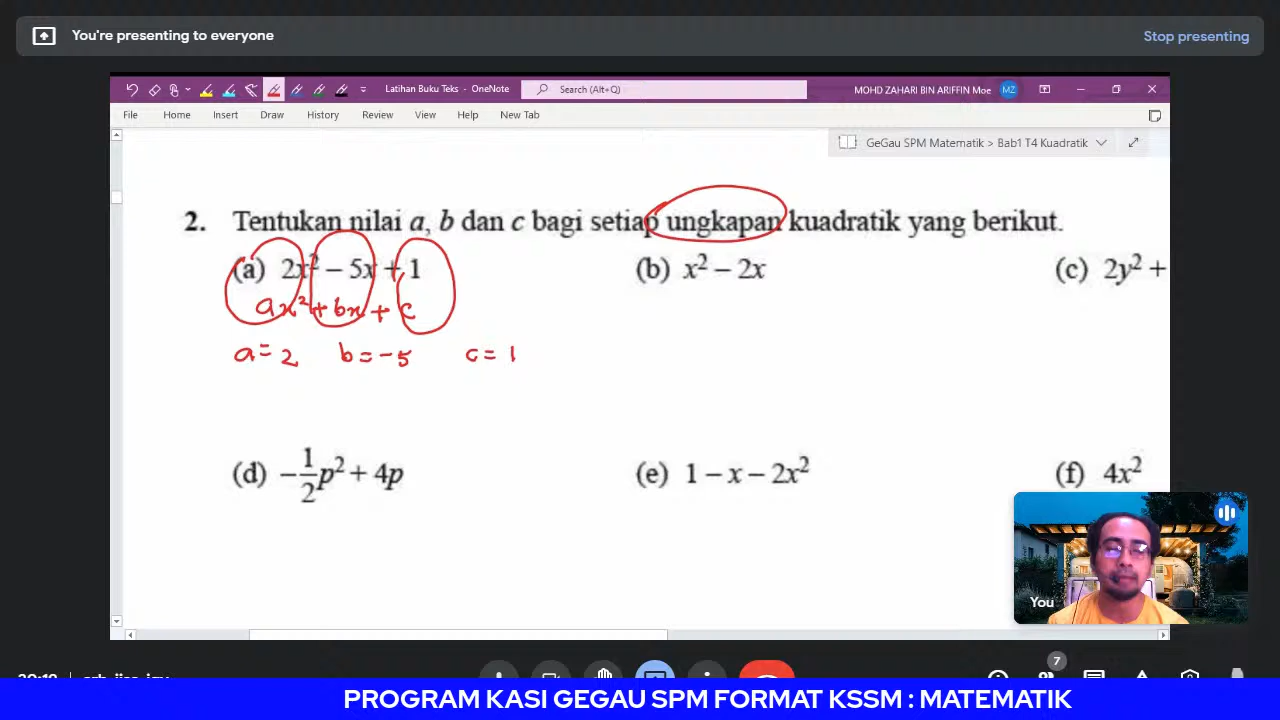 You're presenting to everyone
Stop presenting
Latihan Buku Teks - OneNote
Search (Alt+Q)
MOHD ZAHARI BIN ARIFFIN Moe
MZ
File Home Insert Draw History Review View Help New Tab
GeGau SPM Matematik > Bab1 T4 Kuadratik
2. Tentukan nilai a, b dan c bagi setiap ungkapan kuadratik yang berikut.
(a) 2x² – 5x + 1 (b) x² – 2x (c) 2y² +
ax² + bx + c
a = 2 b = -5 c = 1
(d) –1/2p² + 4p (e) 1 – x – 2x² (f) 4x²
You
7
PROGRAM KASI GEGAU SPM FORMAT KSSM : MATEMATIK